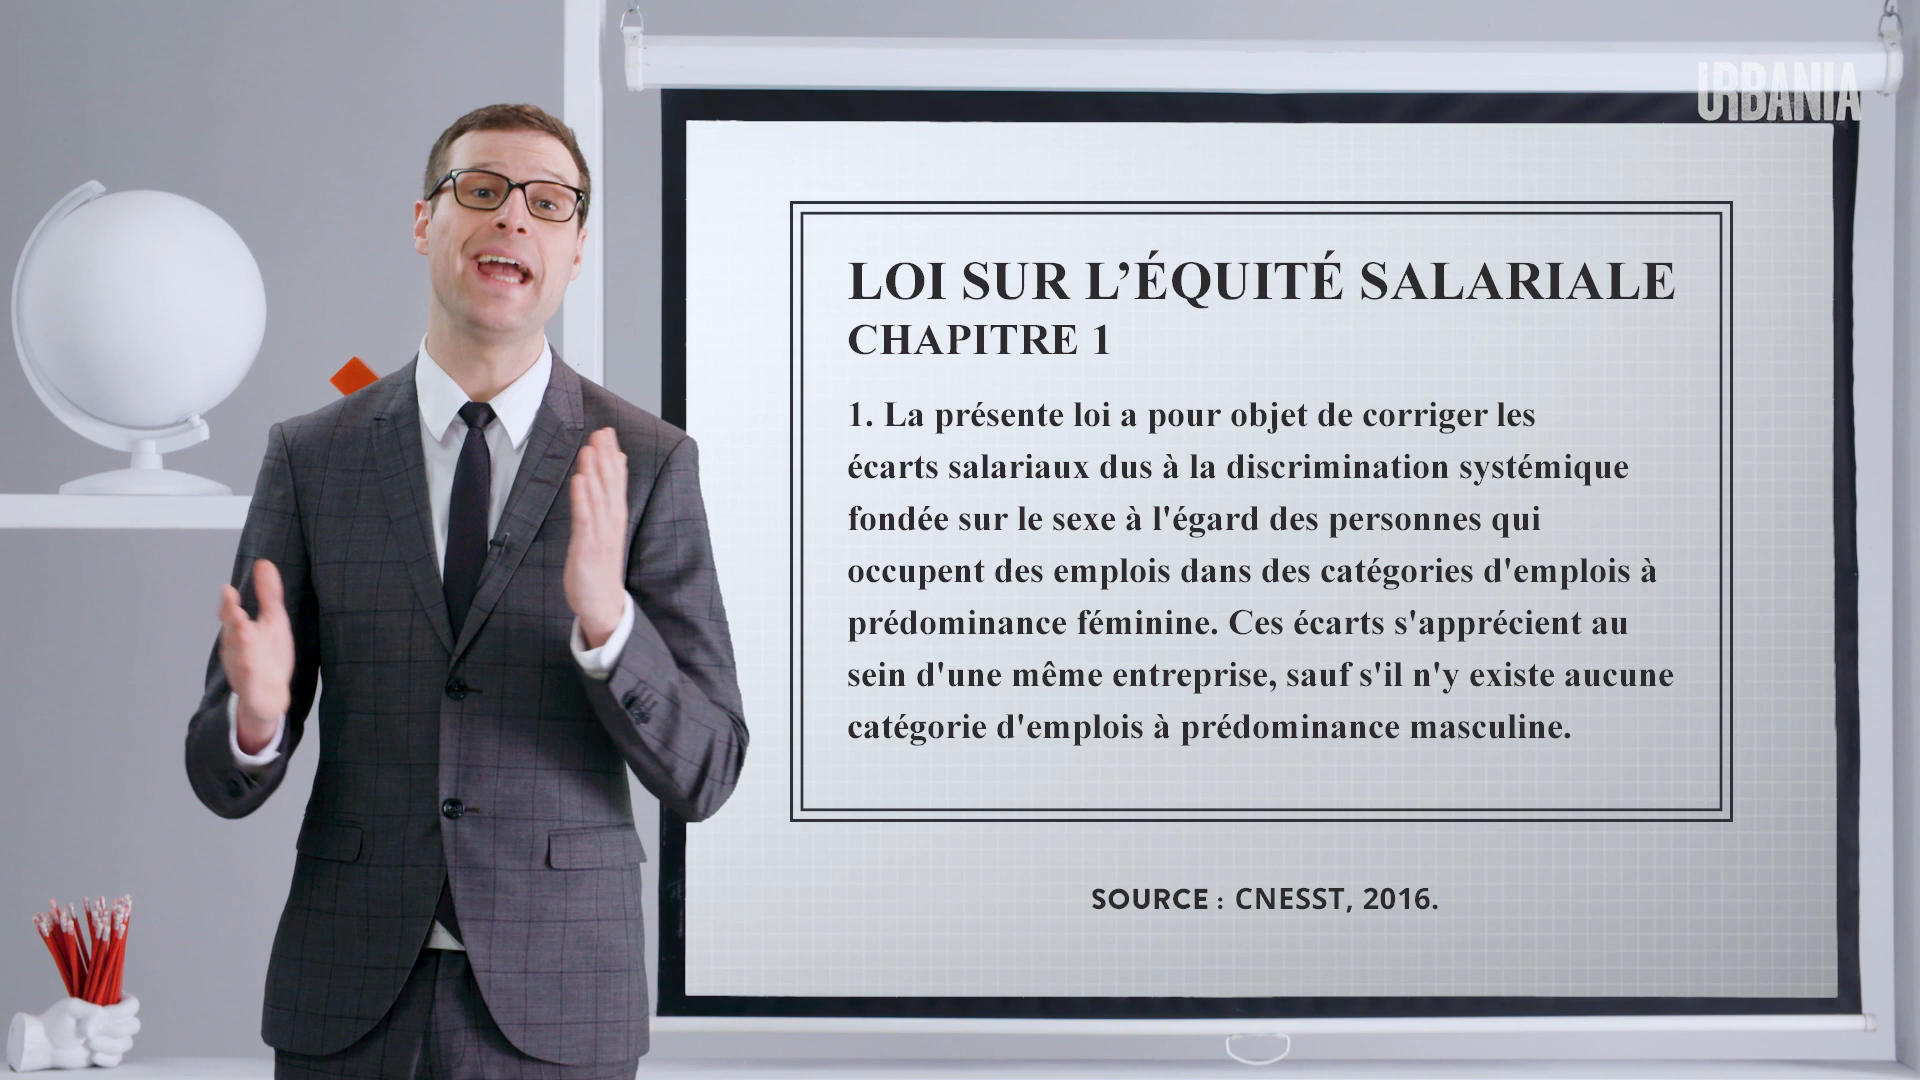 URBANIA
LOI SUR L’ÉQUITÉ SALARIALE
CHAPITRE 1
1. La présente loi a pour objet de corriger les
écarts salariaux dus à la discrimination systémique
fondée sur le sexe à l'égard des personnes qui
occupent des emplois dans des catégories d'emplois à
prédominance féminine. Ces écarts s'apprécient au
sein d'une même entreprise, sauf s'il n'y existe aucune
catégorie d'emplois à prédominance masculine.
SOURCE : CNESST, 2016.